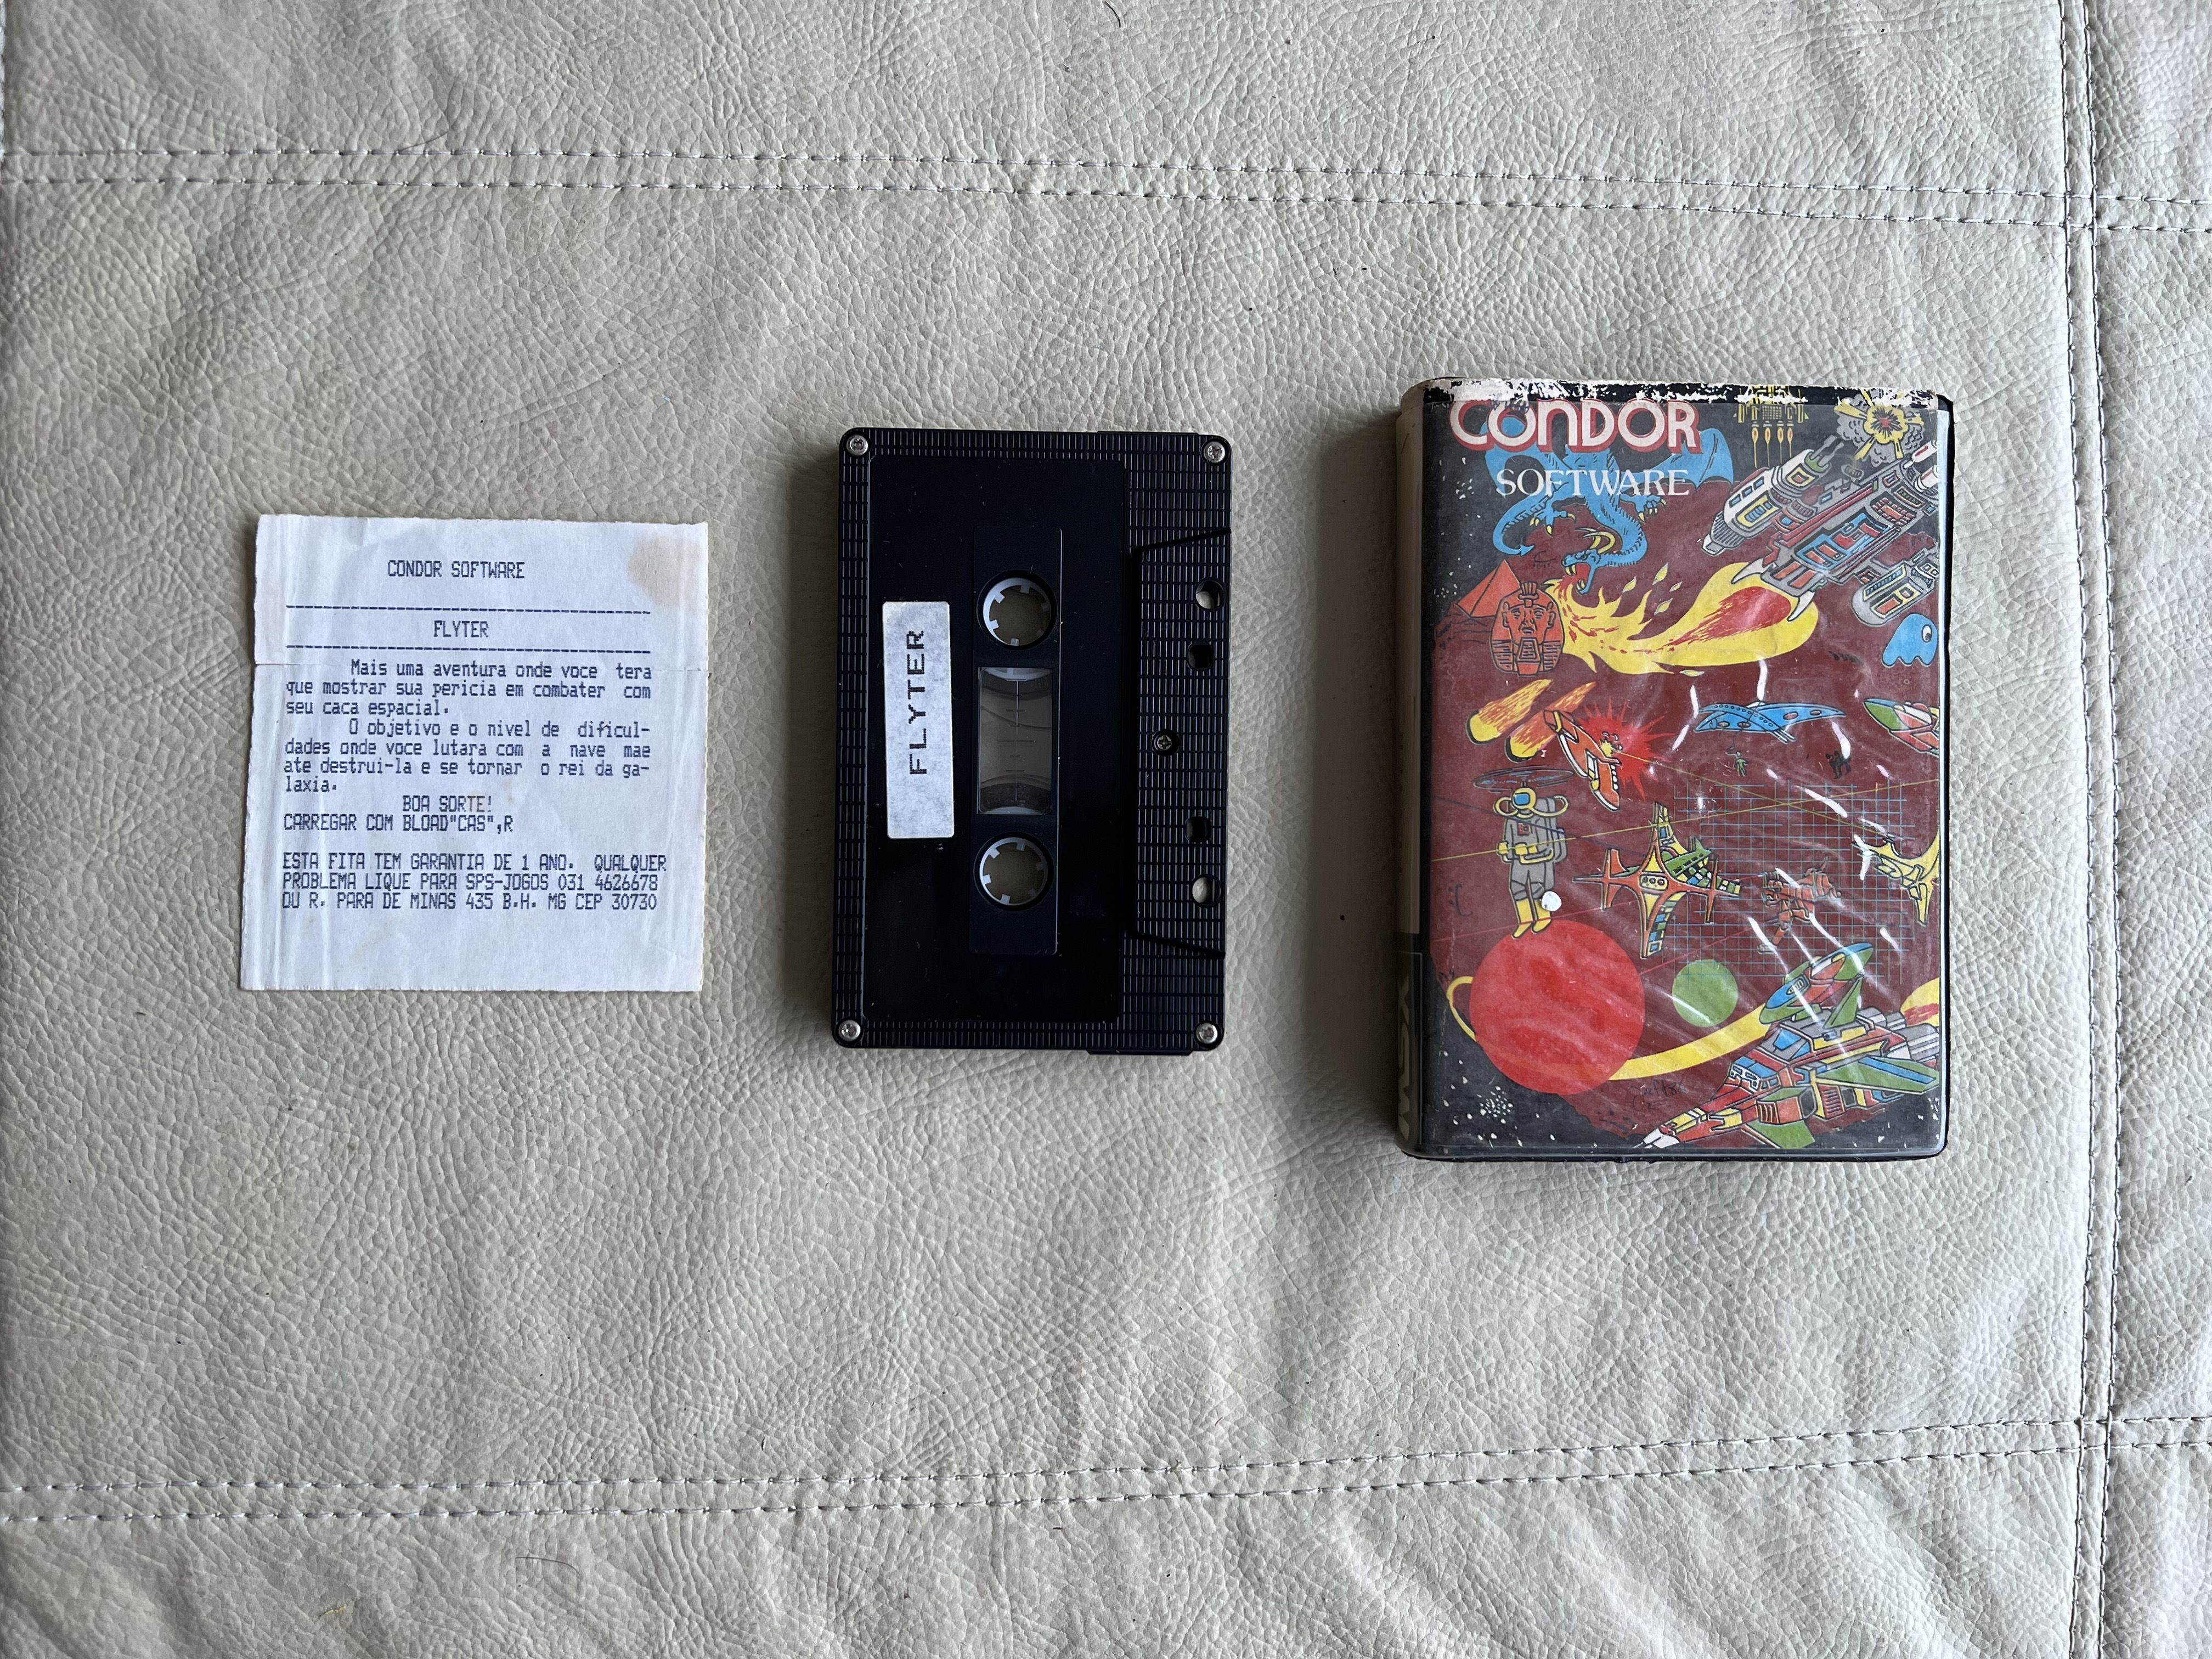 CONDOR SOFTWARE
FLYTER
Mais uma aventura onde voce tera
que mostrar sua pericia em combater com
seu caca espacial.
O objetivo e o nivel de dificul-
dades onde voce lutara com a nave mae
ate destrui-la e se tornar o rei da ga-
laxia.
BOA SORTE!
CARREGAR COM BLOAD"CAS",R
ESTA FITA TEM GARANTIA DE 1 ANO. QUALQUER
PROBLEMA LIQUE PARA SPS-JOGOS 031 4626678
OU R. PARA DE MINAS 435 B.H. MG CEP 30730
FLYTER
CONDOR
SOFTWARE
MSX